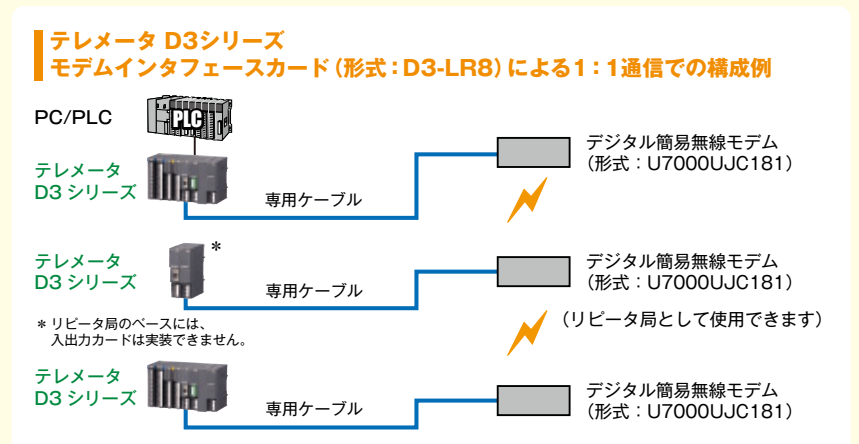 テレメータ D3シリーズ
モデムインタフェースカード(形式:D3-LR8)による1:1通信での構成例
PC/PLC
PLC
テレメータ
D3 シリーズ
専用ケーブル
デジタル簡易無線モデム
(形式:U7000UJC181)
テレメータ
D3 シリーズ
*
専用ケーブル
デジタル簡易無線モデム
(形式:U7000UJC181)
(リピータ局として使用できます)
* リピータ局のベースには、
入出力カードは実装できません。
テレメータ
D3 シリーズ
専用ケーブル
デジタル簡易無線モデム
(形式:U7000UJC181)